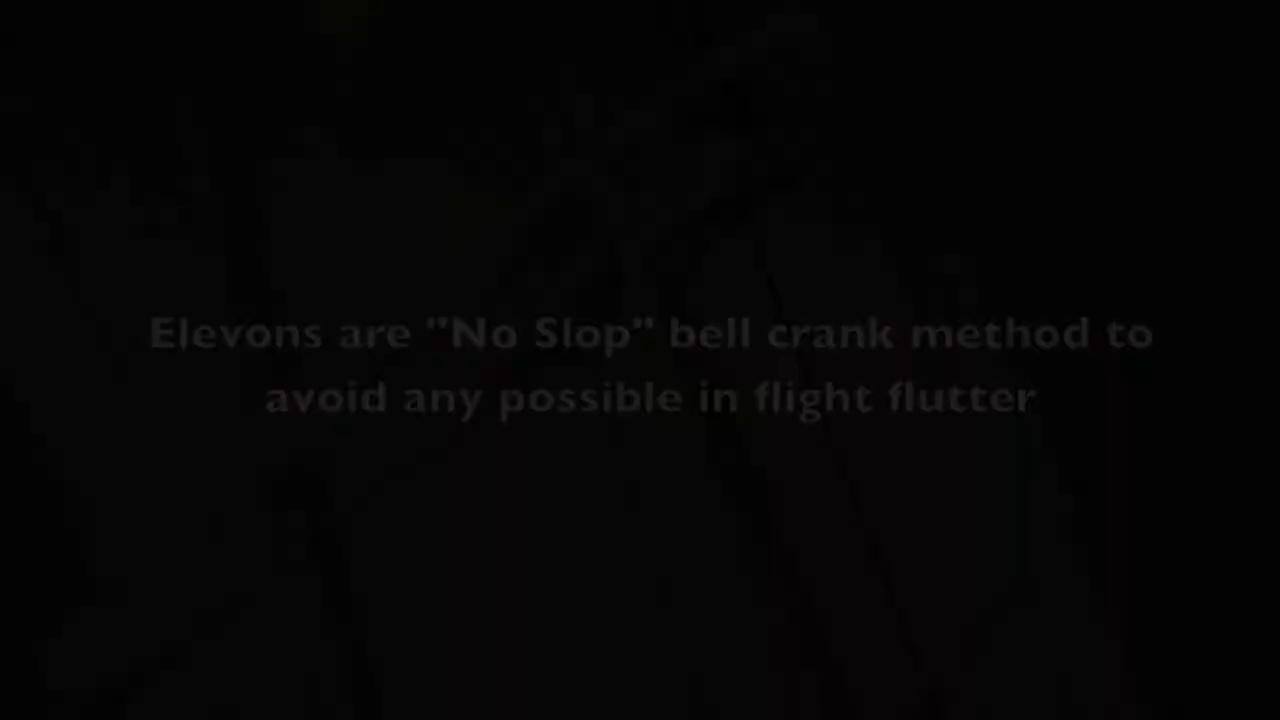 Elevons are "No Slop" bell crank method to
avoid any possible in flight flutter